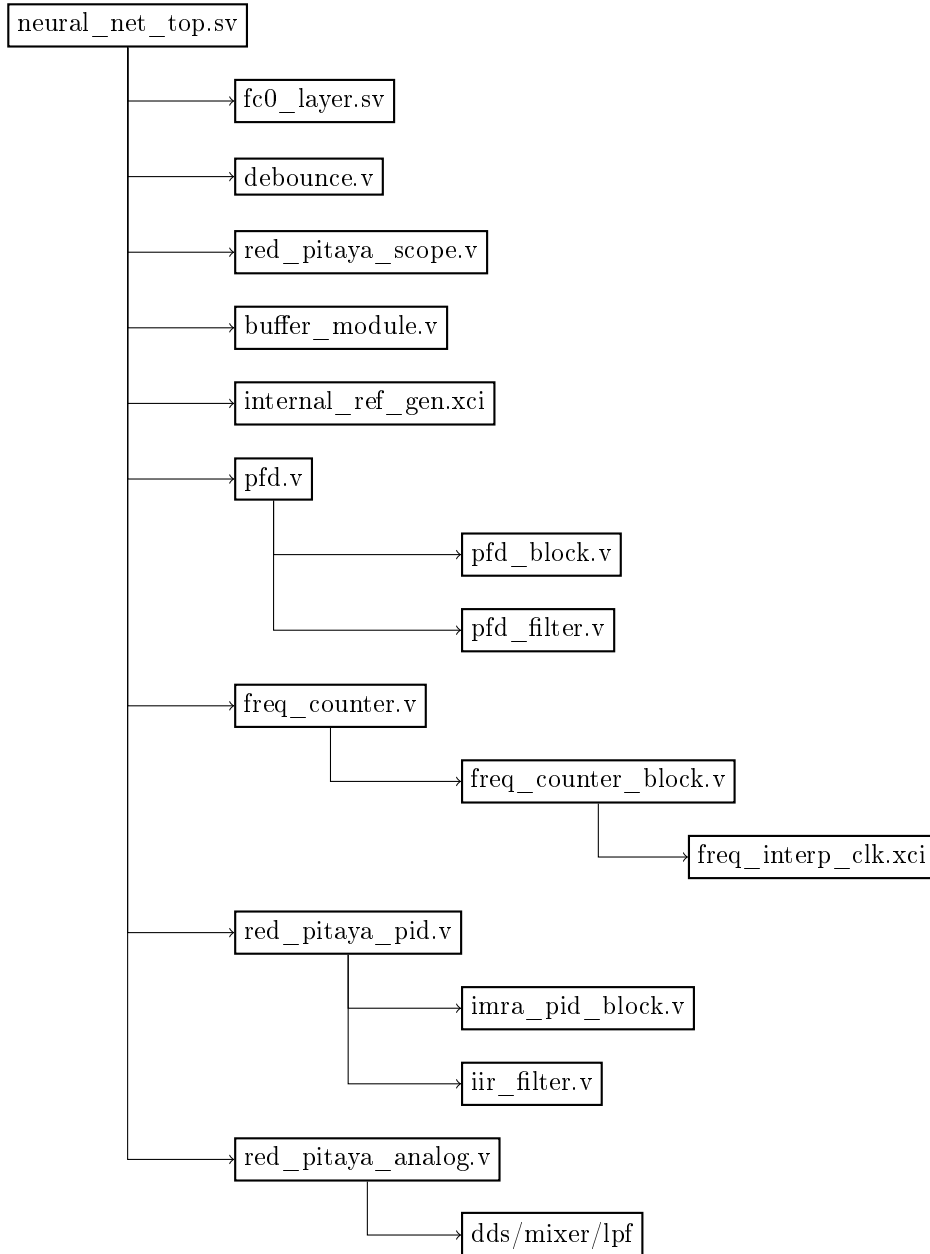 neural_net_top.sv
fc0_layer.sv
debounce.v
red_pitaya_scope.v
buffer_module.v
internal_ref_gen.xci
pfd.v
pfd_block.v
pfd_filter.v
freq_counter.v
freq_counter_block.v
freq_interp_clk.xci
red_pitaya_pid.v
imra_pid_block.v
iir_filter.v
red_pitaya_analog.v
dds/mixer/lpf